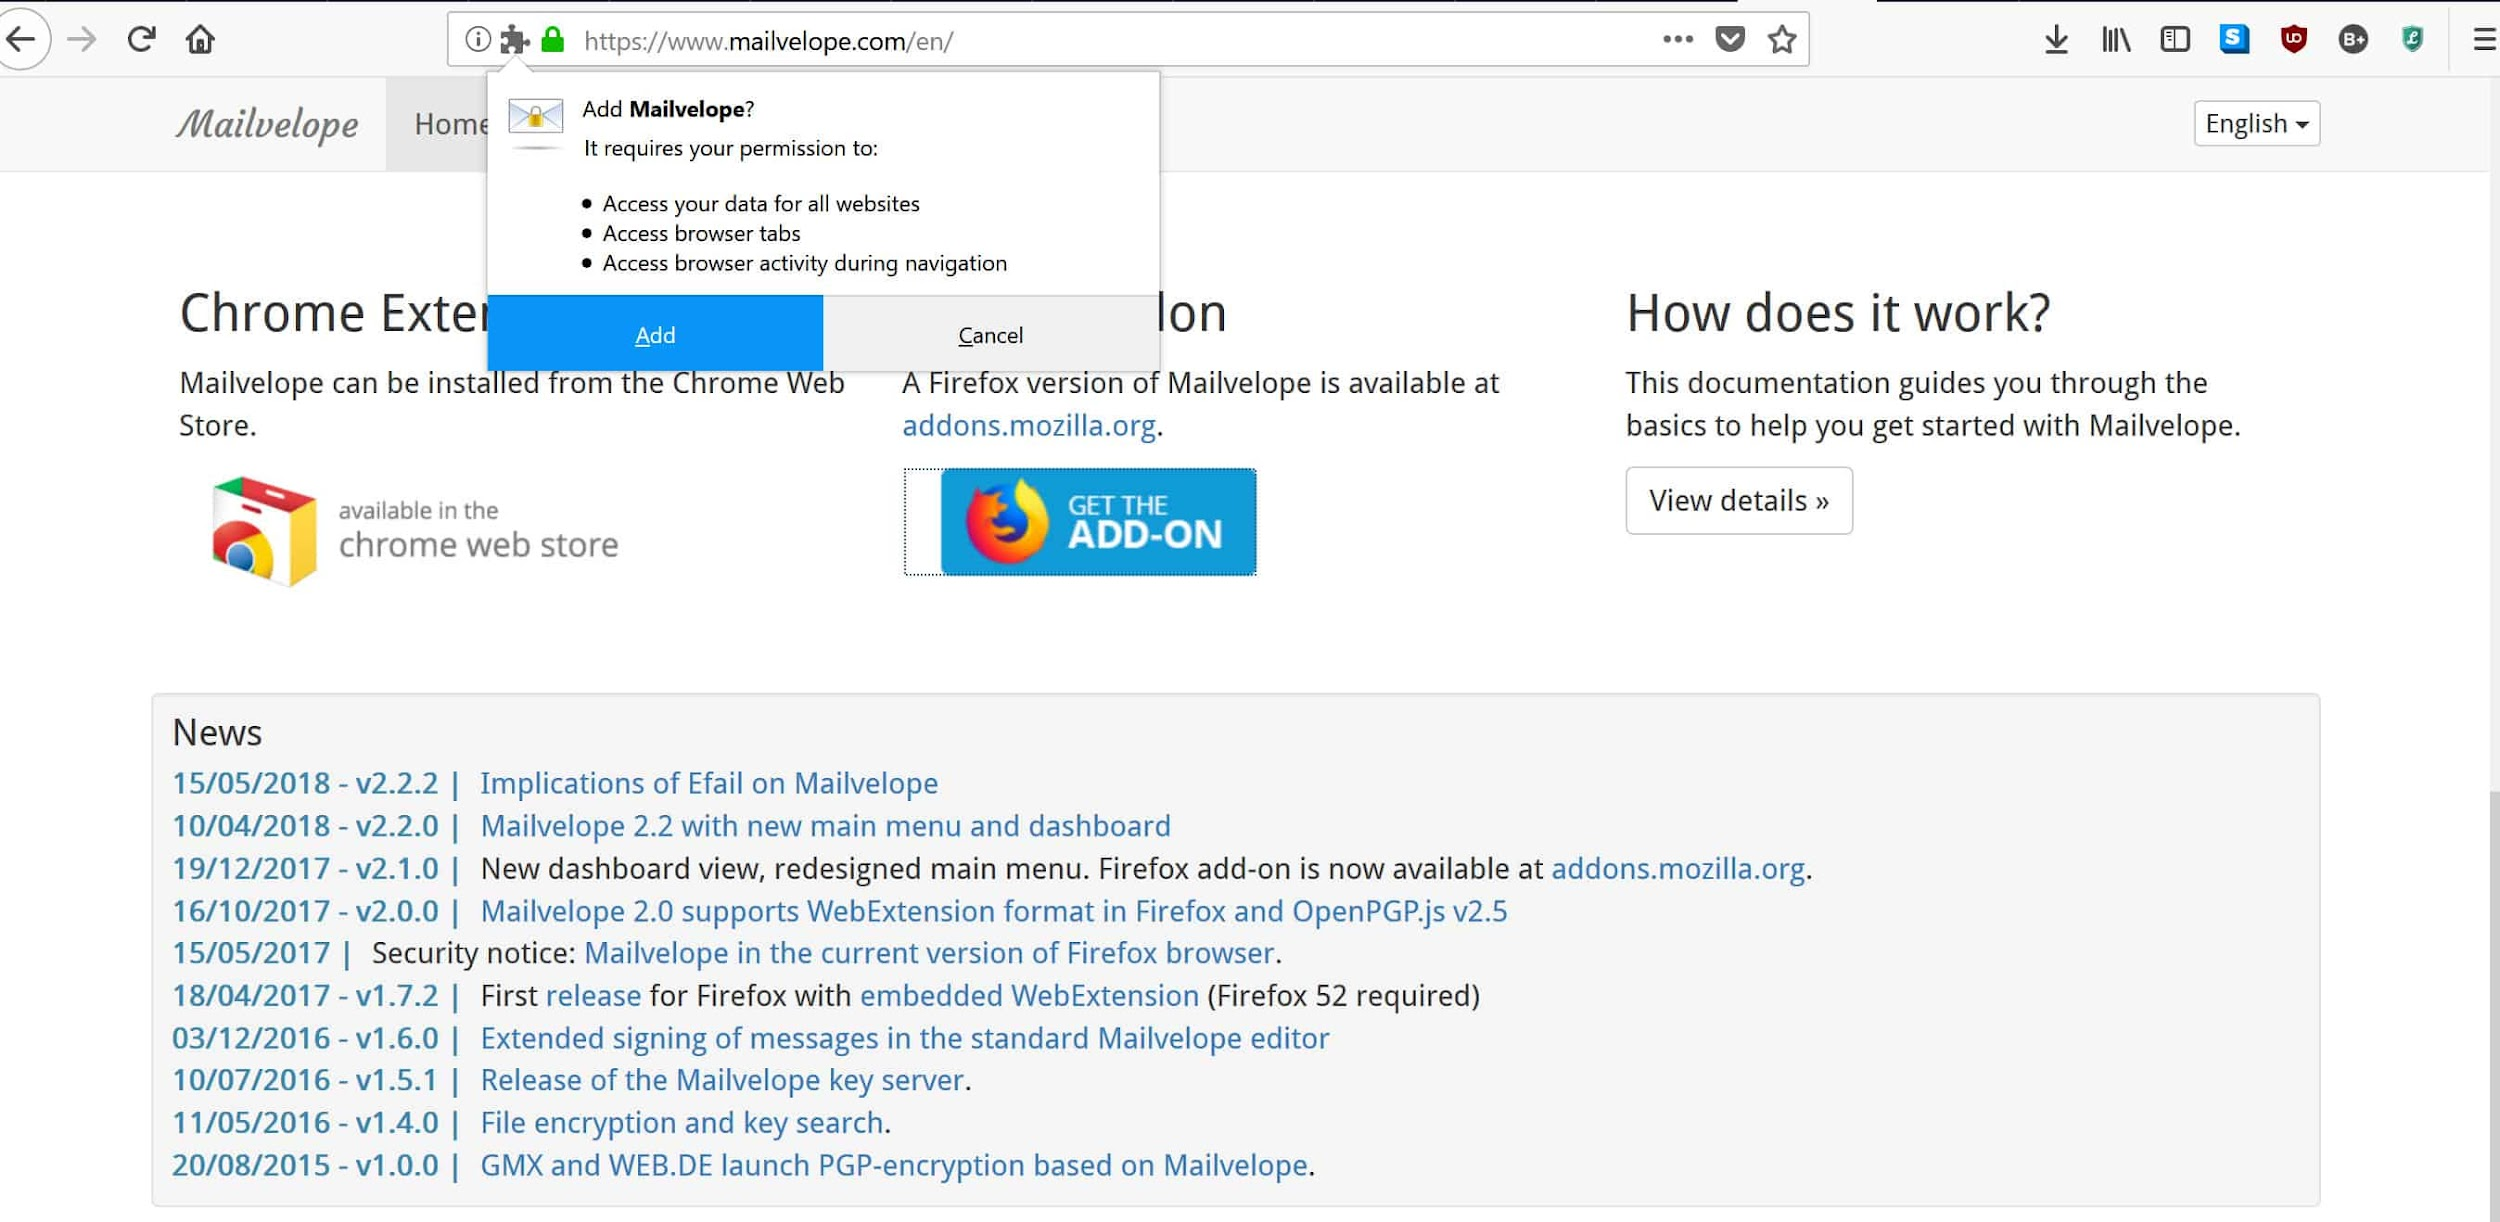 https://www.mailvelope.com/en/
Mailvelope
Home
English
Add Mailvelope?
It requires your permission to:
Access your data for all websites
Access browser tabs
Access browser activity during navigation
Add
Cancel
Chrome Exte
on
How does it work?
Mailvelope can be installed from the Chrome Web
Store.
A Firefox version of Mailvelope is available at
addons.mozilla.org.
This documentation guides you through the
basics to help you get started with Mailvelope.
available in the
chrome web store
GET THE
ADD-ON
View details »
News
15/05/2018 - v2.2.2 | Implications of Efail on Mailvelope
10/04/2018 - v2.2.0 | Mailvelope 2.2 with new main menu and dashboard
19/12/2017 - v2.1.0 | New dashboard view, redesigned main menu. Firefox add-on is now available at addons.mozilla.org.
16/10/2017 - v2.0.0 | Mailvelope 2.0 supports WebExtension format in Firefox and OpenPGP.js v2.5
15/05/2017 | Security notice: Mailvelope in the current version of Firefox browser.
18/04/2017 - v1.7.2 | First release for Firefox with embedded WebExtension (Firefox 52 required)
03/12/2016 - v1.6.0 | Extended signing of messages in the standard Mailvelope editor
10/07/2016 - v1.5.1 | Release of the Mailvelope key server.
11/05/2016 - v1.4.0 | File encryption and key search.
20/08/2015 - v1.0.0 | GMX and WEB.DE launch PGP-encryption based on Mailvelope.